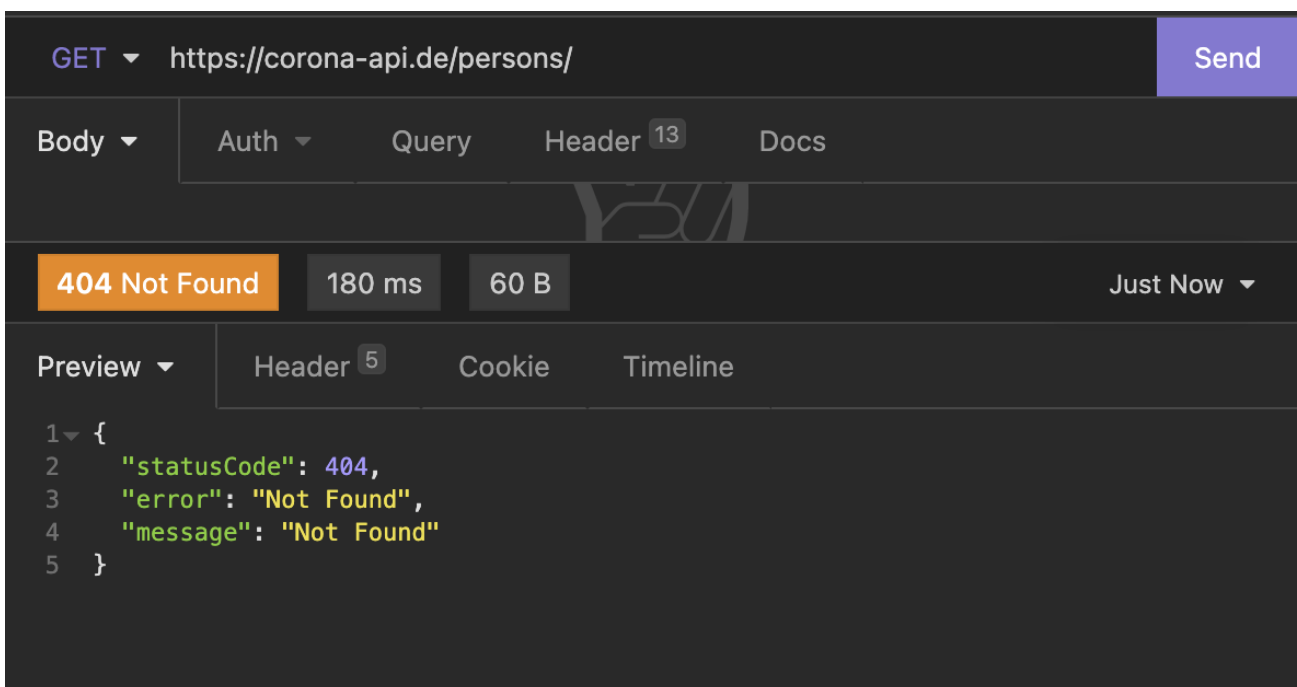 GET https://corona-api.de/persons/ Send
Body Auth Query Header 13 Docs
404 Not Found 180 ms 60 B Just Now
Preview Header 5 Cookie Timeline
1 {
2 "statusCode": 404,
3 "error": "Not Found",
4 "message": "Not Found"
5 }